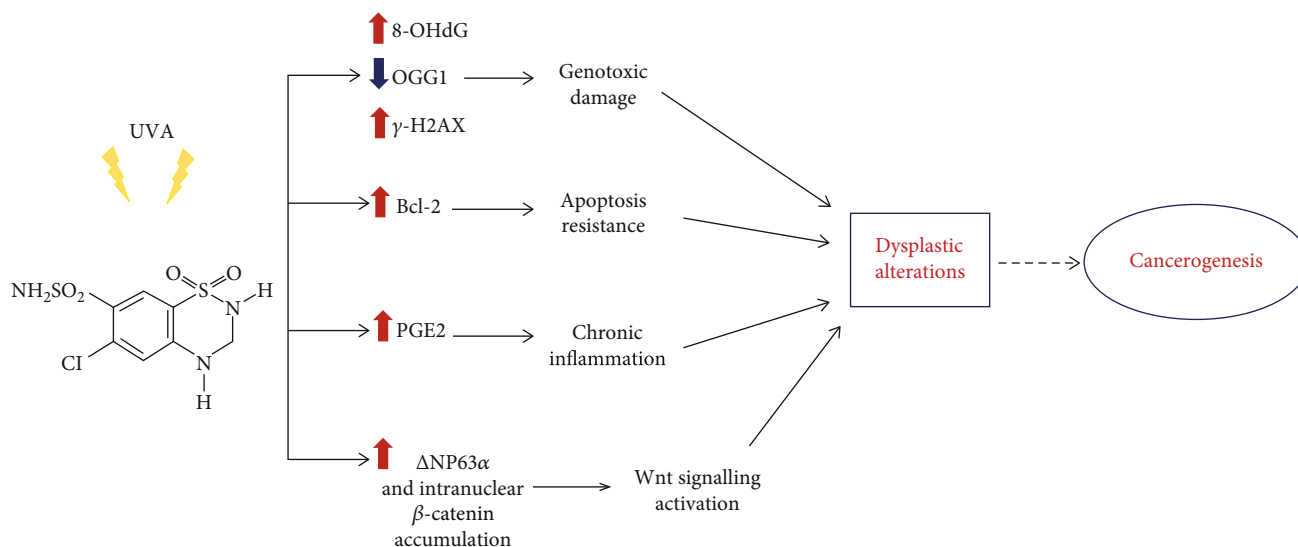 UVA
NH2SO2
O
O
S
N
H
Cl
N
H
8-OHdG
OGG1
γ-H2AX
Genotoxic
damage
Bcl-2
Apoptosis
resistance
PGE2
Chronic
inflammation
ΔNP63α
and intranuclear
β-catenin
accumulation
Wnt signalling
activation
Dysplastic
alterations
Cancerogenesis